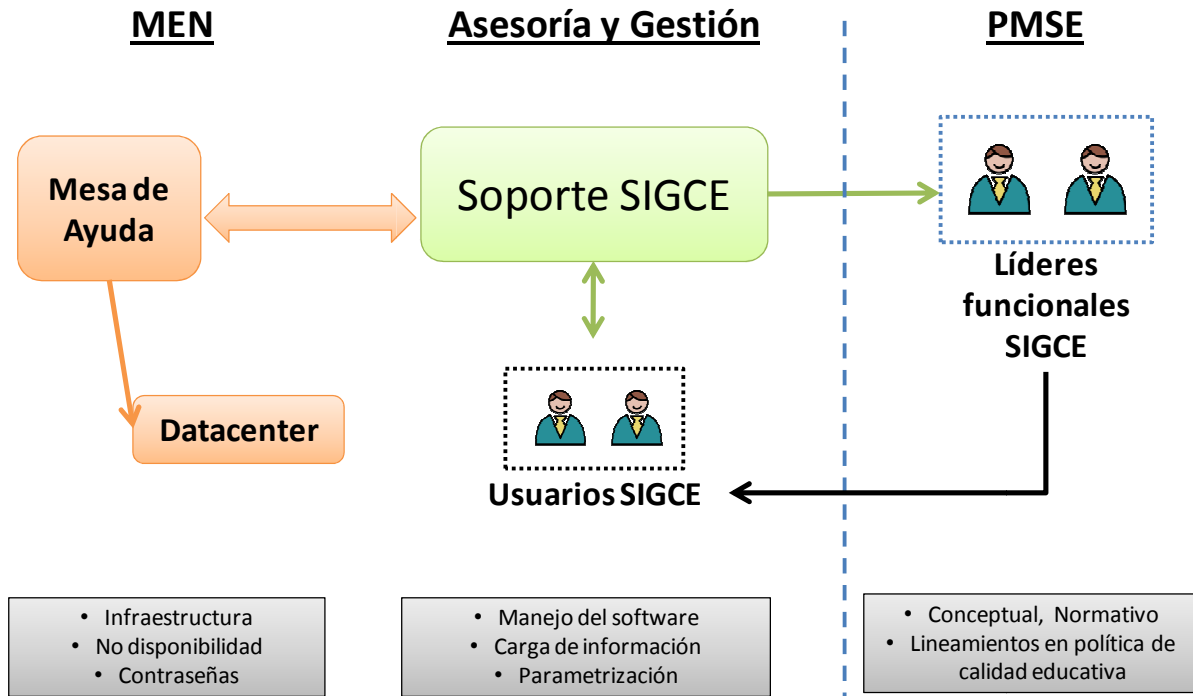 MEN
Asesoría y Gestión
PMSE
Mesa de
Ayuda
Soporte SIGCE
Líderes
funcionales
SIGCE
Datacenter
Usuarios SIGCE
• Infraestructura
• No disponibilidad
• Contraseñas
• Manejo del software
• Carga de información
• Parametrización
• Conceptual, Normativo
• Lineamientos en política de
calidad educativa